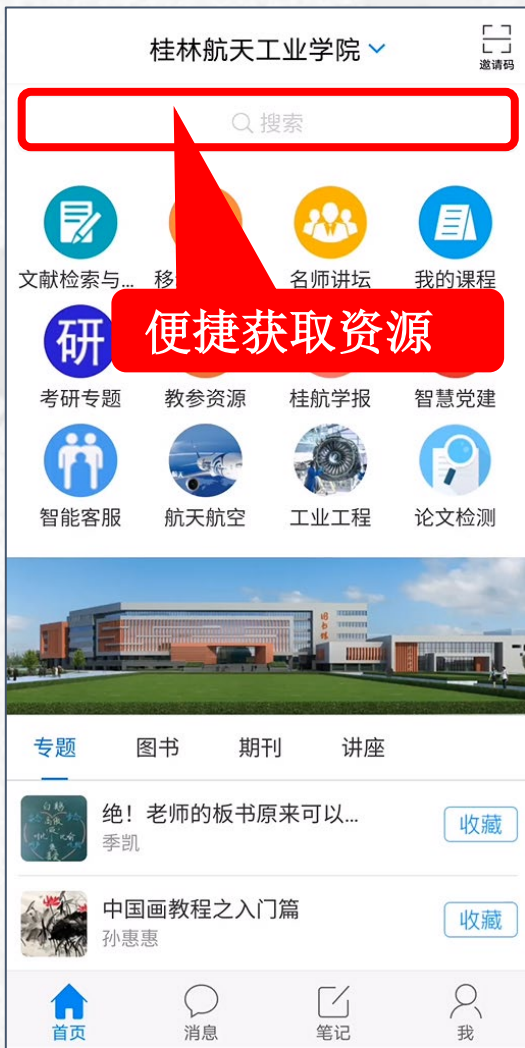 桂林航天工业学院
邀请码
搜索
文献检索与...
移
名师讲坛
我的课程
便捷获取资源
研
考研专题
教参资源
桂航学报
智慧党建
智能客服
航天航空
工业工程
论文检测
图书馆
专题
图书
期刊
讲座
绝！老师的板书原来可以...
季凯
收藏
中国画教程之入门篇
孙惠惠
收藏
首页
消息
笔记
我